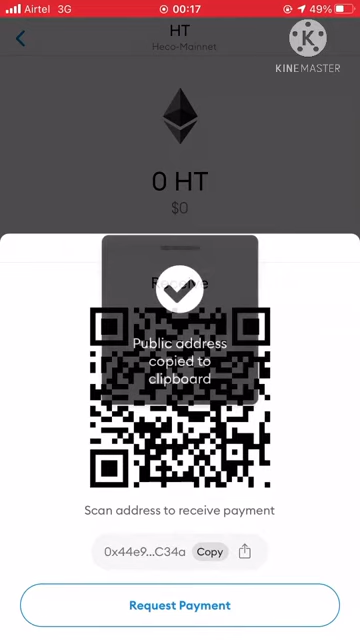 Airtel 3G
00:17
49%
HT
Heco-Mainnet
K
KINEMASTER
0 HT
$0
Receive
Public address
copied to
clipboard
Scan address to receive payment
0x44e9...C34a
Copy
Request Payment